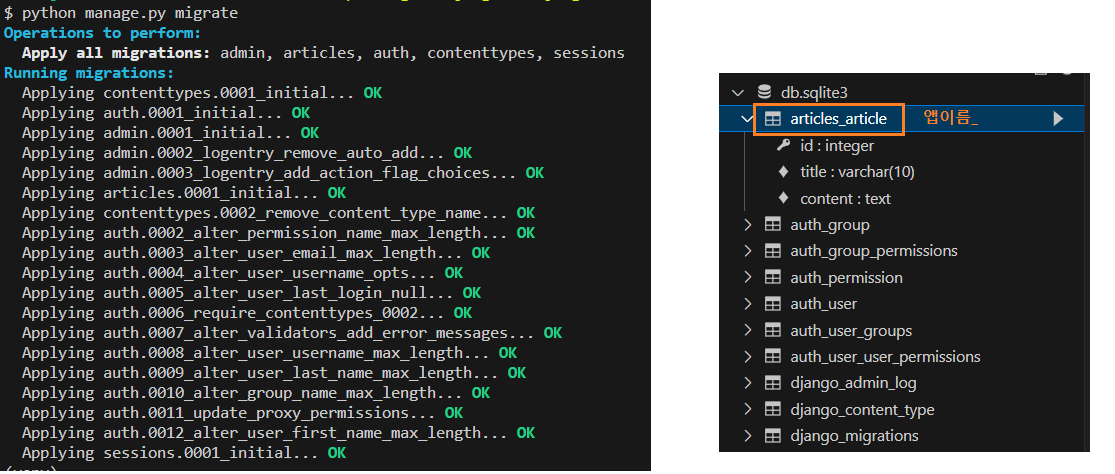 $ python manage.py migrate
Operations to perform:
Apply all migrations: admin, articles, auth, contenttypes, sessions
Running migrations:
Applying contenttypes.0001_initial... OK
Applying auth.0001_initial... OK
Applying admin.0001_initial... OK
Applying admin.0002_logentry_remove_auto_add... OK
Applying admin.0003_logentry_add_action_flag_choices... OK
Applying articles.0001_initial... OK
Applying contenttypes.0002_remove_content_type_name... OK
Applying auth.0002_alter_permission_name_max_length... OK
Applying auth.0003_alter_user_email_max_length... OK
Applying auth.0004_alter_user_username_opts... OK
Applying auth.0005_alter_user_last_login_null... OK
Applying auth.0006_require_contenttypes_0002... OK
Applying auth.0007_alter_validators_add_error_messages... OK
Applying auth.0008_alter_user_username_max_length... OK
Applying auth.0009_alter_user_last_name_max_length... OK
Applying auth.0010_alter_group_name_max_length... OK
Applying auth.0011_update_proxy_permissions... OK
Applying auth.0012_alter_user_first_name_max_length... OK
Applying sessions.0001_initial... OK
db.sqlite3
articles_article 앱이름_
id : integer
title : varchar(10)
content : text
auth_group
auth_group_permissions
auth_permission
auth_user
auth_user_groups
auth_user_user_permissions
django_admin_log
django_content_type
django_migrations